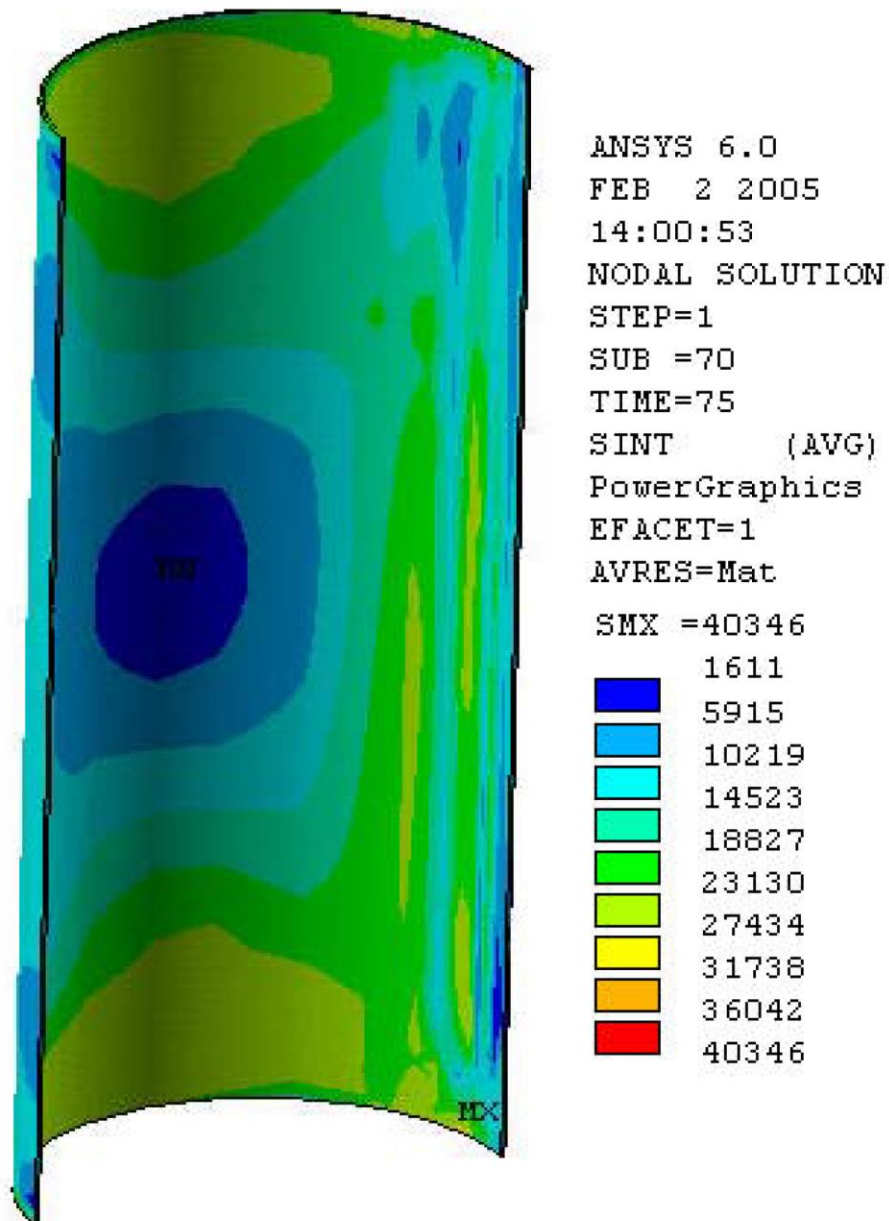 ANSYS 6.0
FEB 2 2005
14:00:53
NODAL SOLUTION
STEP=1
SUB =70
TIME=75
SINT (AVG)
PowerGraphics
EFACET=1
AVRES=Mat
SMX =40346
1611
5915
10219
14523
18827
23130
27434
31738
36042
40346
MX